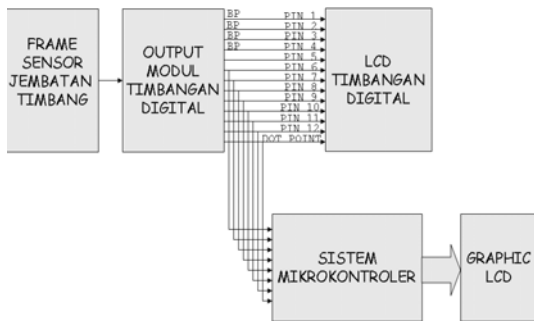 FRAME
SENSOR
JEMBATAN
TIMBANG
OUTPUT
MODUL
TIMBANGAN
DIGITAL
BP
BP
BP
BP
PIN 1
PIN 2
PIN 3
PIN 4
PIN 5
PIN 6
PIN 7
PIN 8
PIN 9
PIN 10
PIN 11
PIN 12
DOT POINT
LCD
TIMBANGAN
DIGITAL
SISTEM
MIKROKONTROLER
GRAPHIC
LCD